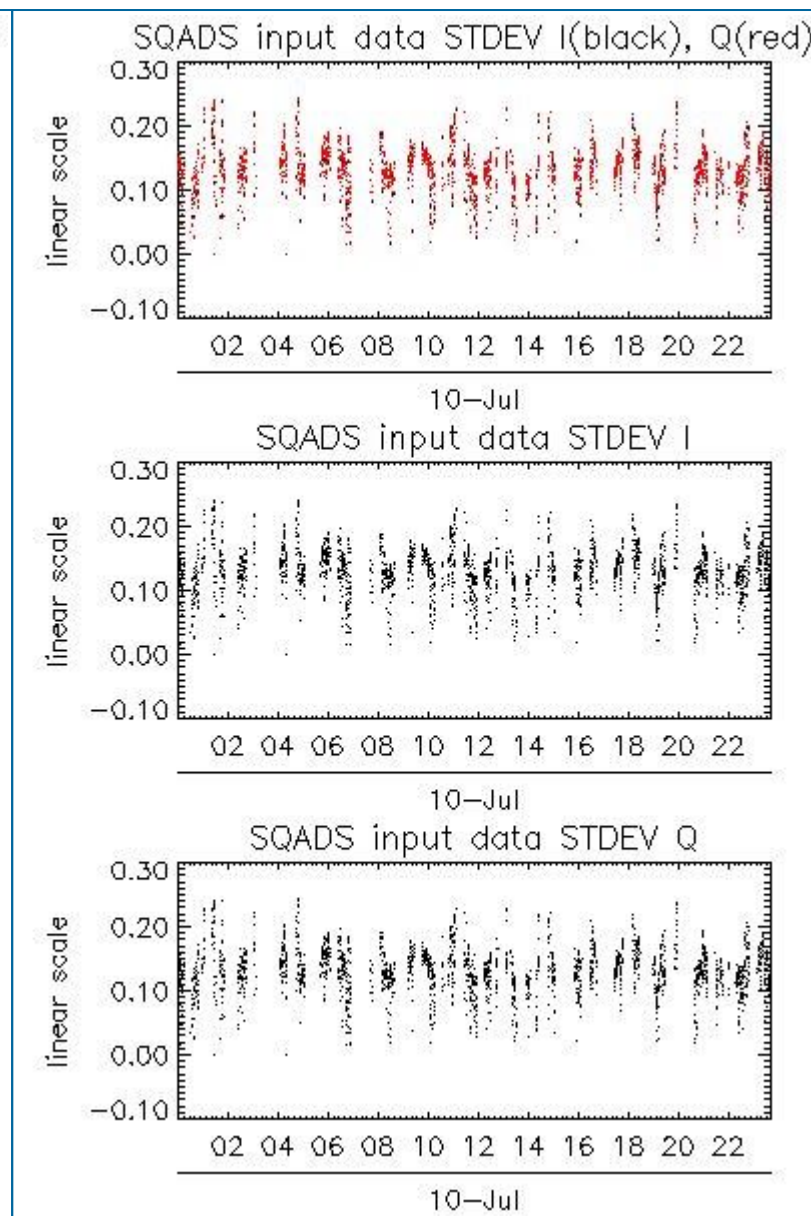 SQADS input data STDEV I(black), Q(red)
0.30
0.20
0.10
0.00
-0.10
linear scale
02 04 06 08 10 12 14 16 18 20 22
10-Jul
SQADS input data STDEV I
0.30
0.20
0.10
0.00
-0.10
linear scale
02 04 06 08 10 12 14 16 18 20 22
10-Jul
SQADS input data STDEV Q
0.30
0.20
0.10
0.00
-0.10
linear scale
02 04 06 08 10 12 14 16 18 20 22
10-Jul